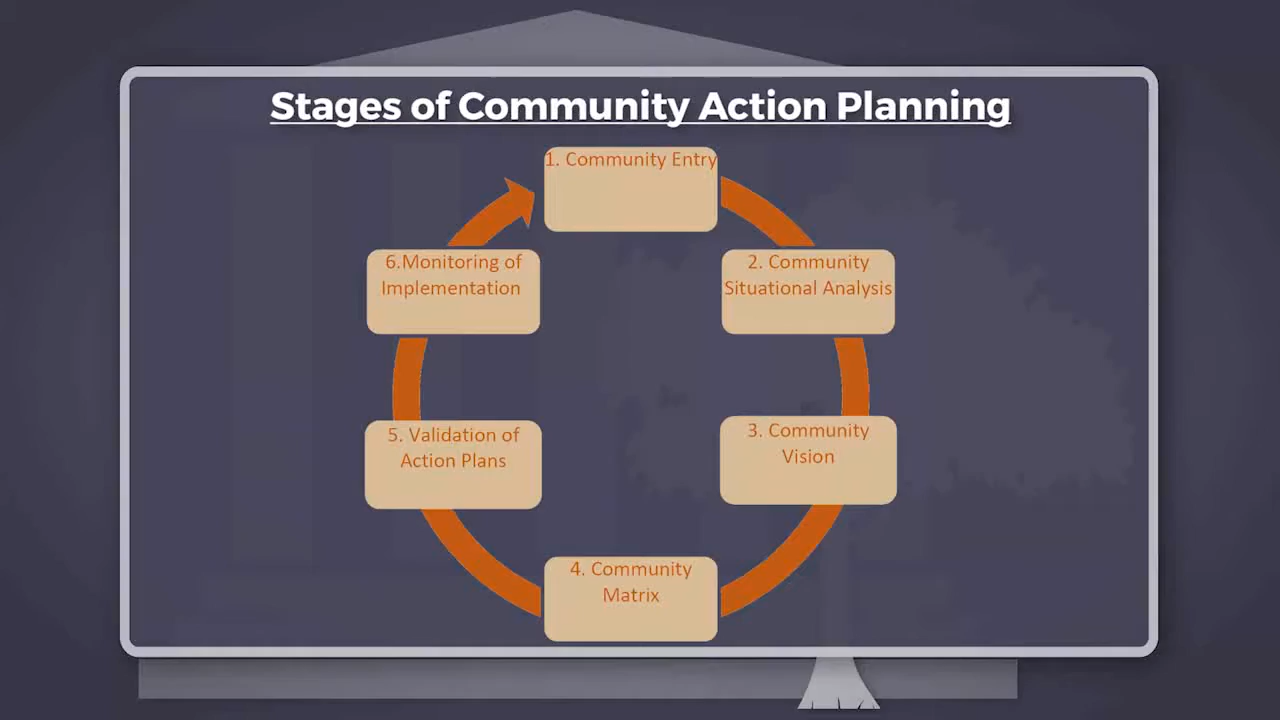 Stages of Community Action Planning
1. Community Entry
2. Community
Situational Analysis
3. Community
Vision
4. Community
Matrix
5. Validation of
Action Plans
6.Monitoring of
Implementation